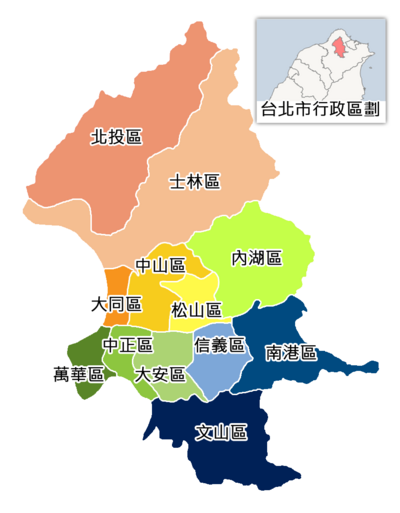 台北市行政區劃
北投區
士林區
內湖區
中山區
大同區
松山區
中正區
信義區
南港區
萬華區
大安區
文山區